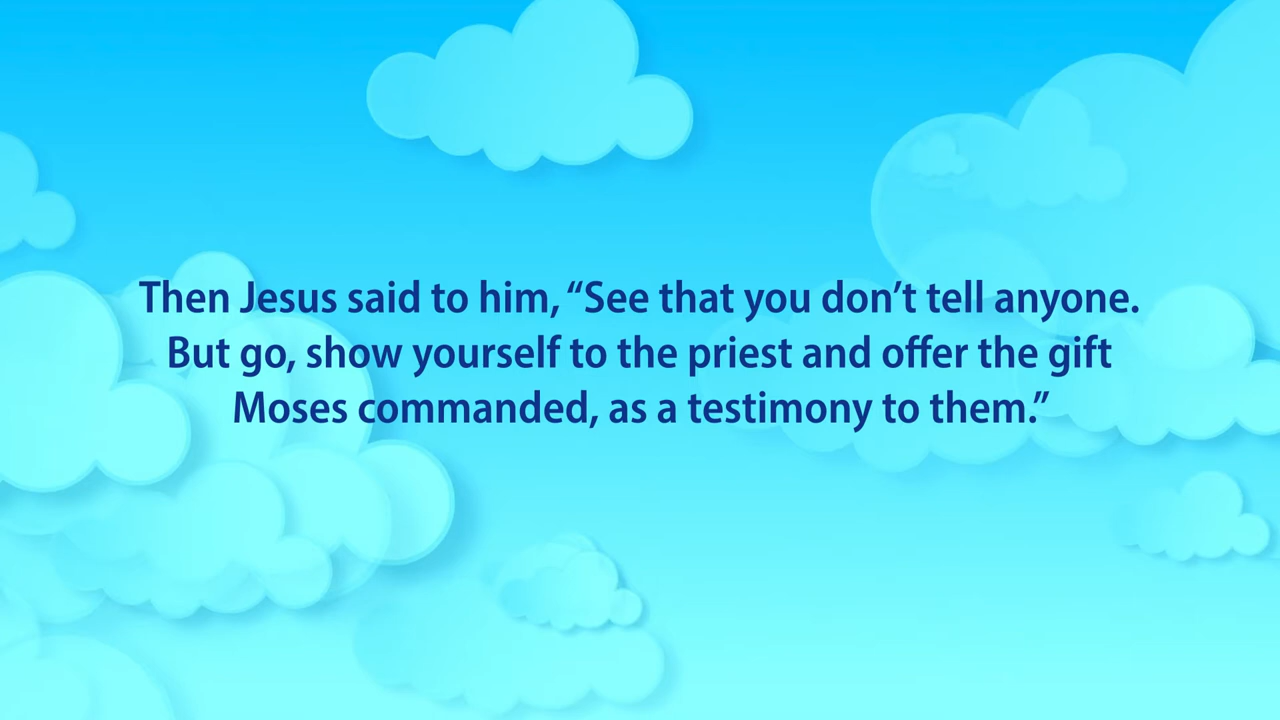 Then Jesus said to him, “See that you don’t tell anyone.
But go, show yourself to the priest and offer the gift
Moses commanded, as a testimony to them.”